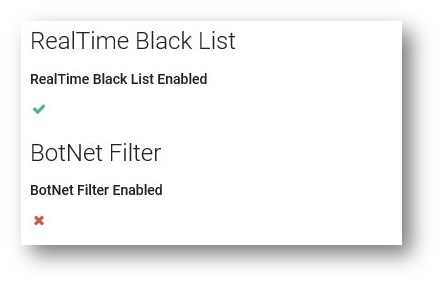 RealTime Black List
RealTime Black List Enabled
BotNet Filter
BotNet Filter Enabled